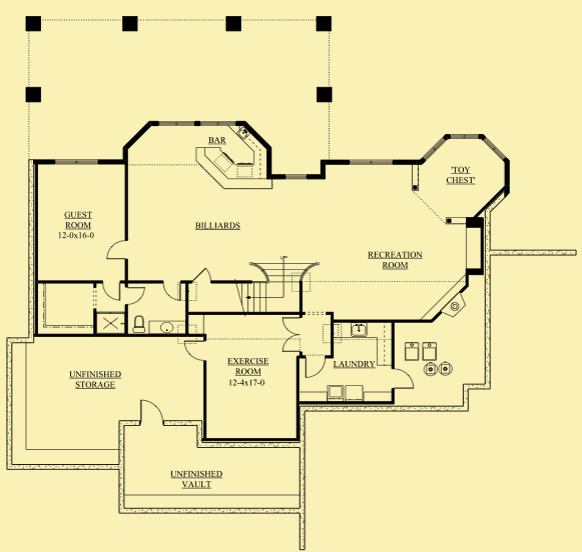 BAR
'TOY
CHEST'
GUEST
ROOM
12-0x16-0
BILLIARDS
RECREATION
ROOM
EXERCISE
ROOM
12-4x17-0
LAUNDRY
UNFINISHED
STORAGE
UNFINISHED
VAULT